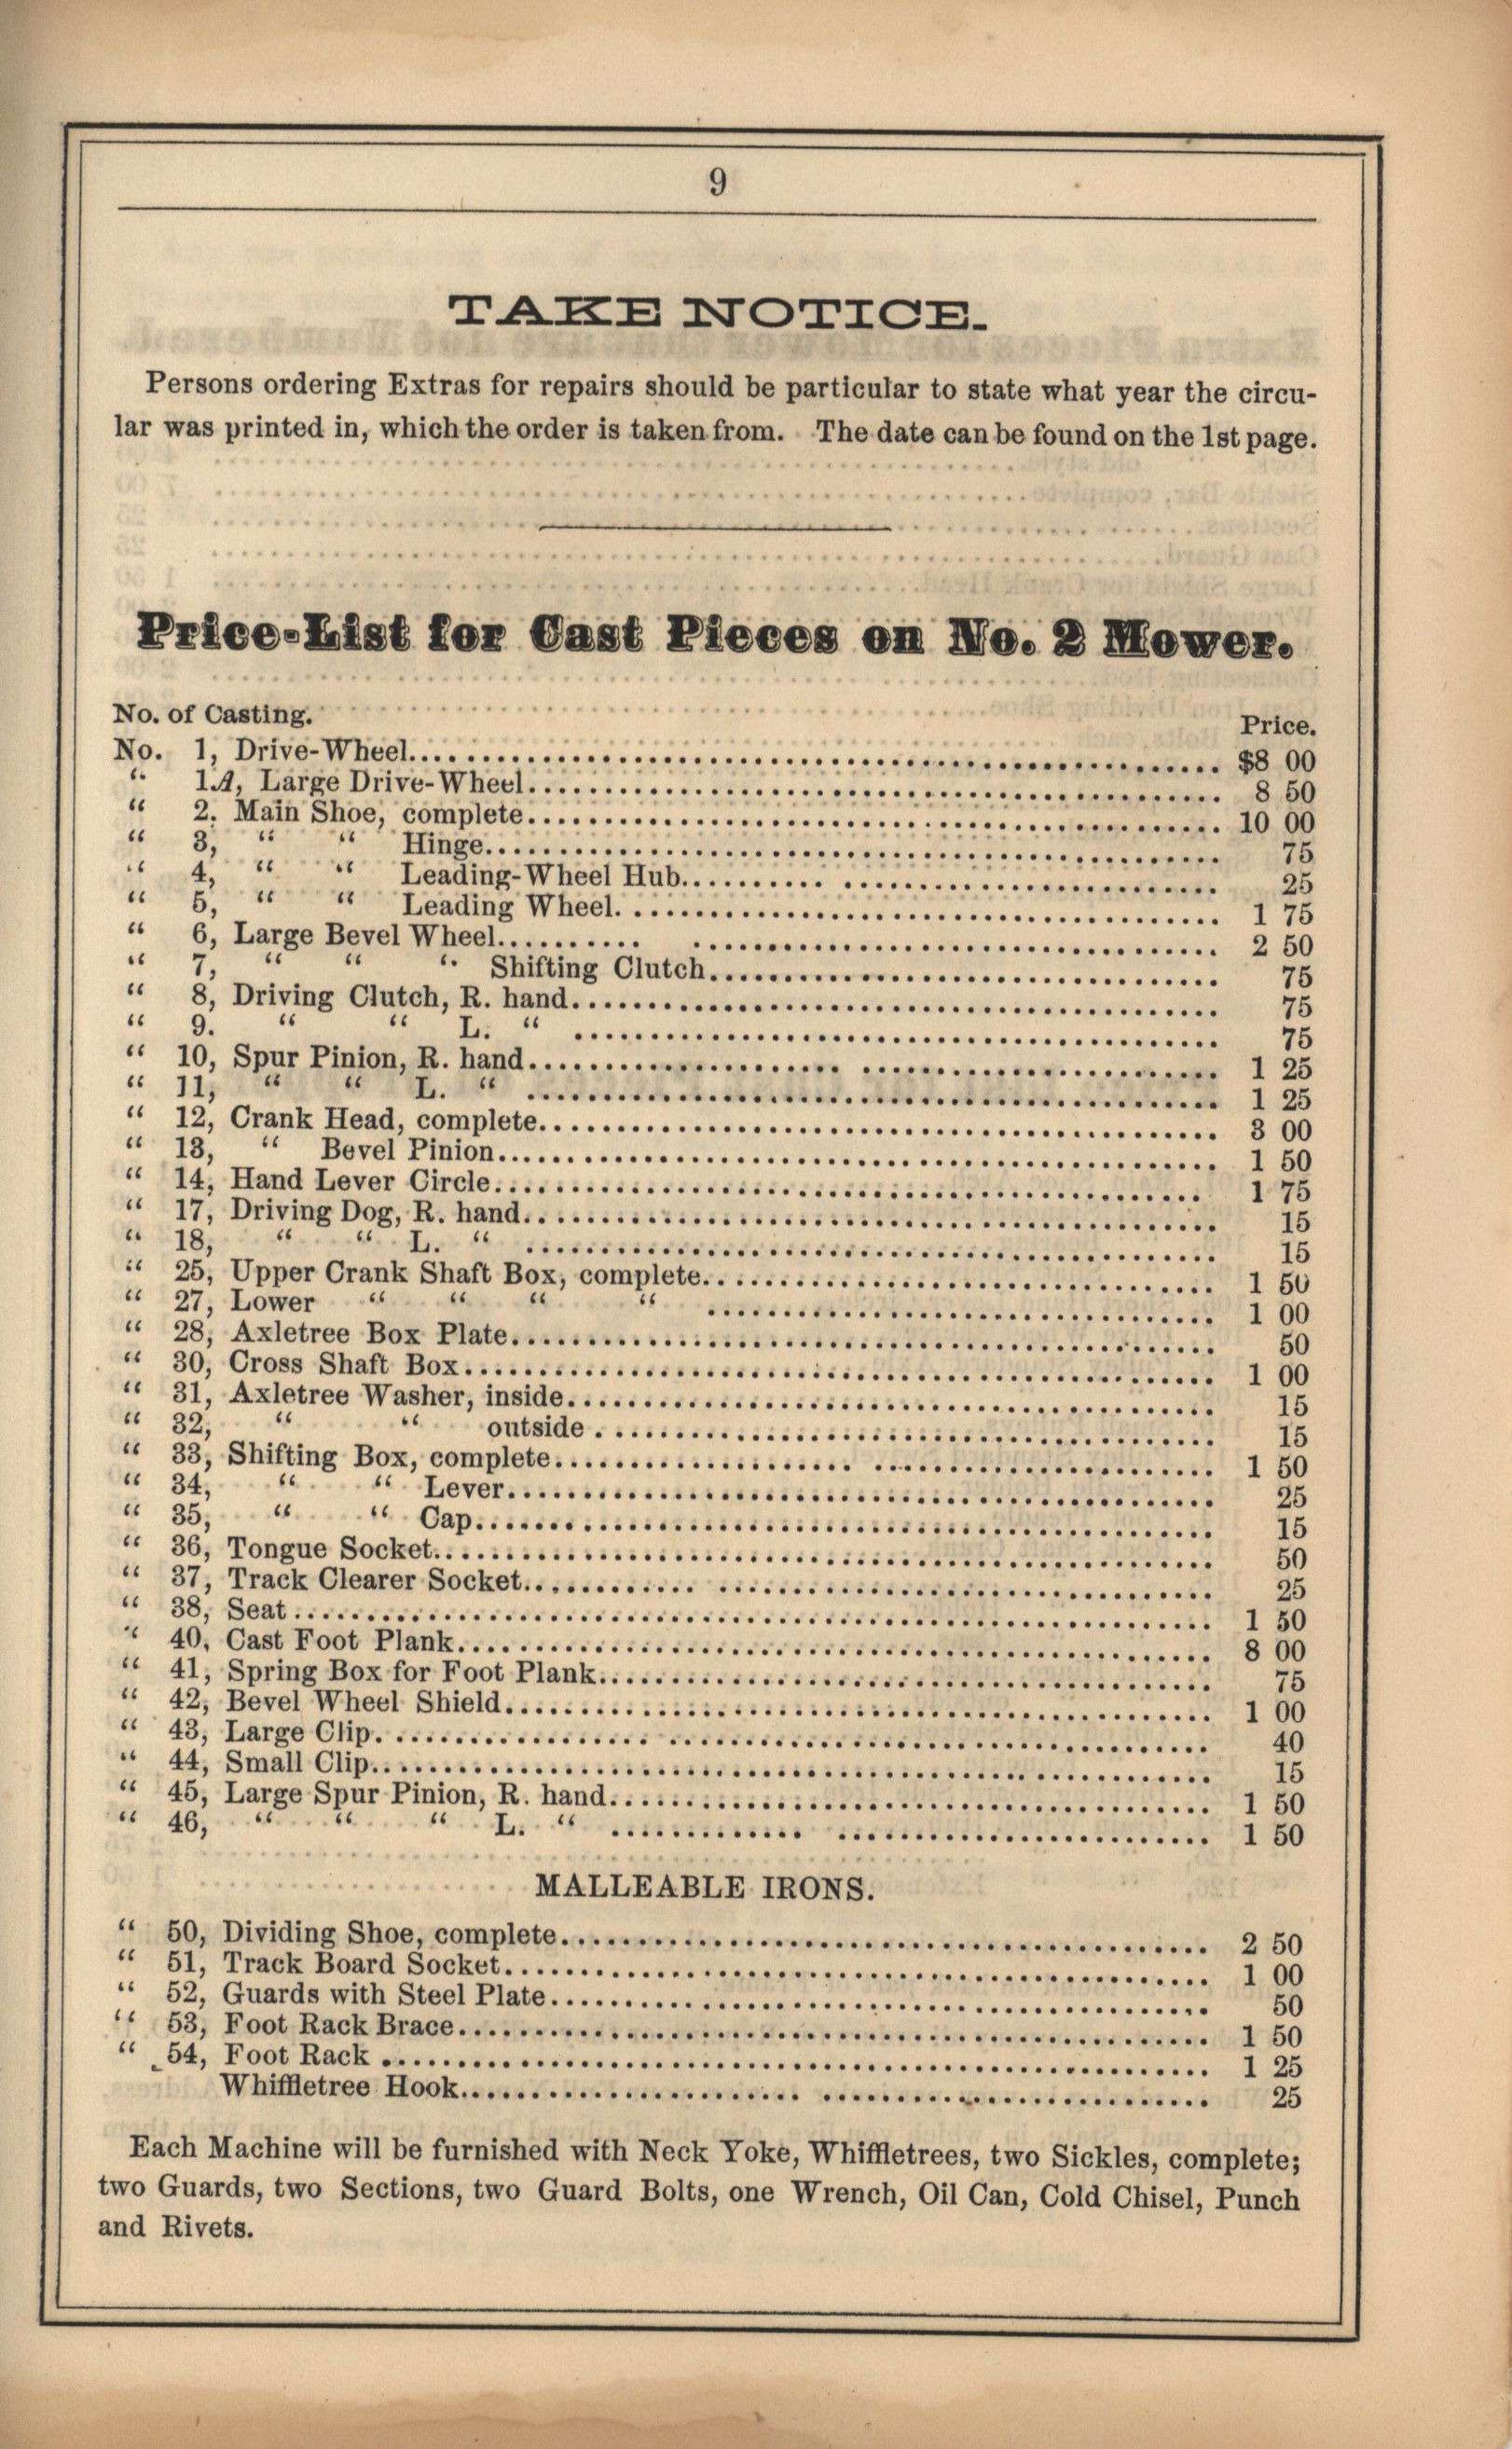 9
TAKE NOTICE.
Persons ordering Extras for repairs should be particular to state what year the circu-
lar was printed in, which the order is taken from. The date can be found on the 1st page.
Price-List for Cast Pieces on No. 2 Mower.
No. of Casting. Price.
No. 1, Drive-Wheel........ $8 00
“ 1A, Large Drive-Wheel........ 8 50
“ 2. Main Shoe, complete........ 10 00
“ 3, “ “ Hinge........ 75
“ 4, “ “ Leading-Wheel Hub........ 25
“ 5, “ “ Leading Wheel........ 1 75
“ 6, Large Bevel Wheel........ 2 50
“ 7, “ “ “ Shifting Clutch........ 75
“ 8, Driving Clutch, R. hand........ 75
“ 9. “ “ L. “ ........ 75
“ 10, Spur Pinion, R. hand........ 1 25
“ 11, “ “ L. “ ........ 1 25
“ 12, Crank Head, complete........ 3 00
“ 13, “ Bevel Pinion........ 1 50
“ 14, Hand Lever Circle........ 1 75
“ 17, Driving Dog, R. hand........ 15
“ 18, “ “ L. “ ........ 15
“ 25, Upper Crank Shaft Box, complete........ 1 50
“ 27, Lower “ “ “ “ ........ 1 00
“ 28, Axletree Box Plate........ 50
“ 30, Cross Shaft Box........ 1 00
“ 31, Axletree Washer, inside........ 15
“ 32, “ “ outside ........ 15
“ 33, Shifting Box, complete........ 1 50
“ 34, “ “ Lever........ 25
“ 35, “ “ Cap........ 15
“ 36, Tongue Socket........ 50
“ 37, Track Clearer Socket........ 25
“ 38, Seat........ 1 50
“ 40, Cast Foot Plank........ 8 00
“ 41, Spring Box for Foot Plank........ 75
“ 42, Bevel Wheel Shield........ 1 00
“ 43, Large Clip........ 40
“ 44, Small Clip........ 15
“ 45, Large Spur Pinion, R. hand........ 1 50
“ 46, “ “ “ L. “ ........ 1 50
MALLEABLE IRONS.
“ 50, Dividing Shoe, complete........ 2 50
“ 51, Track Board Socket........ 1 00
“ 52, Guards with Steel Plate........ 50
“ 53, Foot Rack Brace........ 1 50
“ 54, Foot Rack ........ 1 25
Whiffletree Hook........ 25
Each Machine will be furnished with Neck Yoke, Whiffletrees, two Sickles, complete;
two Guards, two Sections, two Guard Bolts, one Wrench, Oil Can, Cold Chisel, Punch
and Rivets.